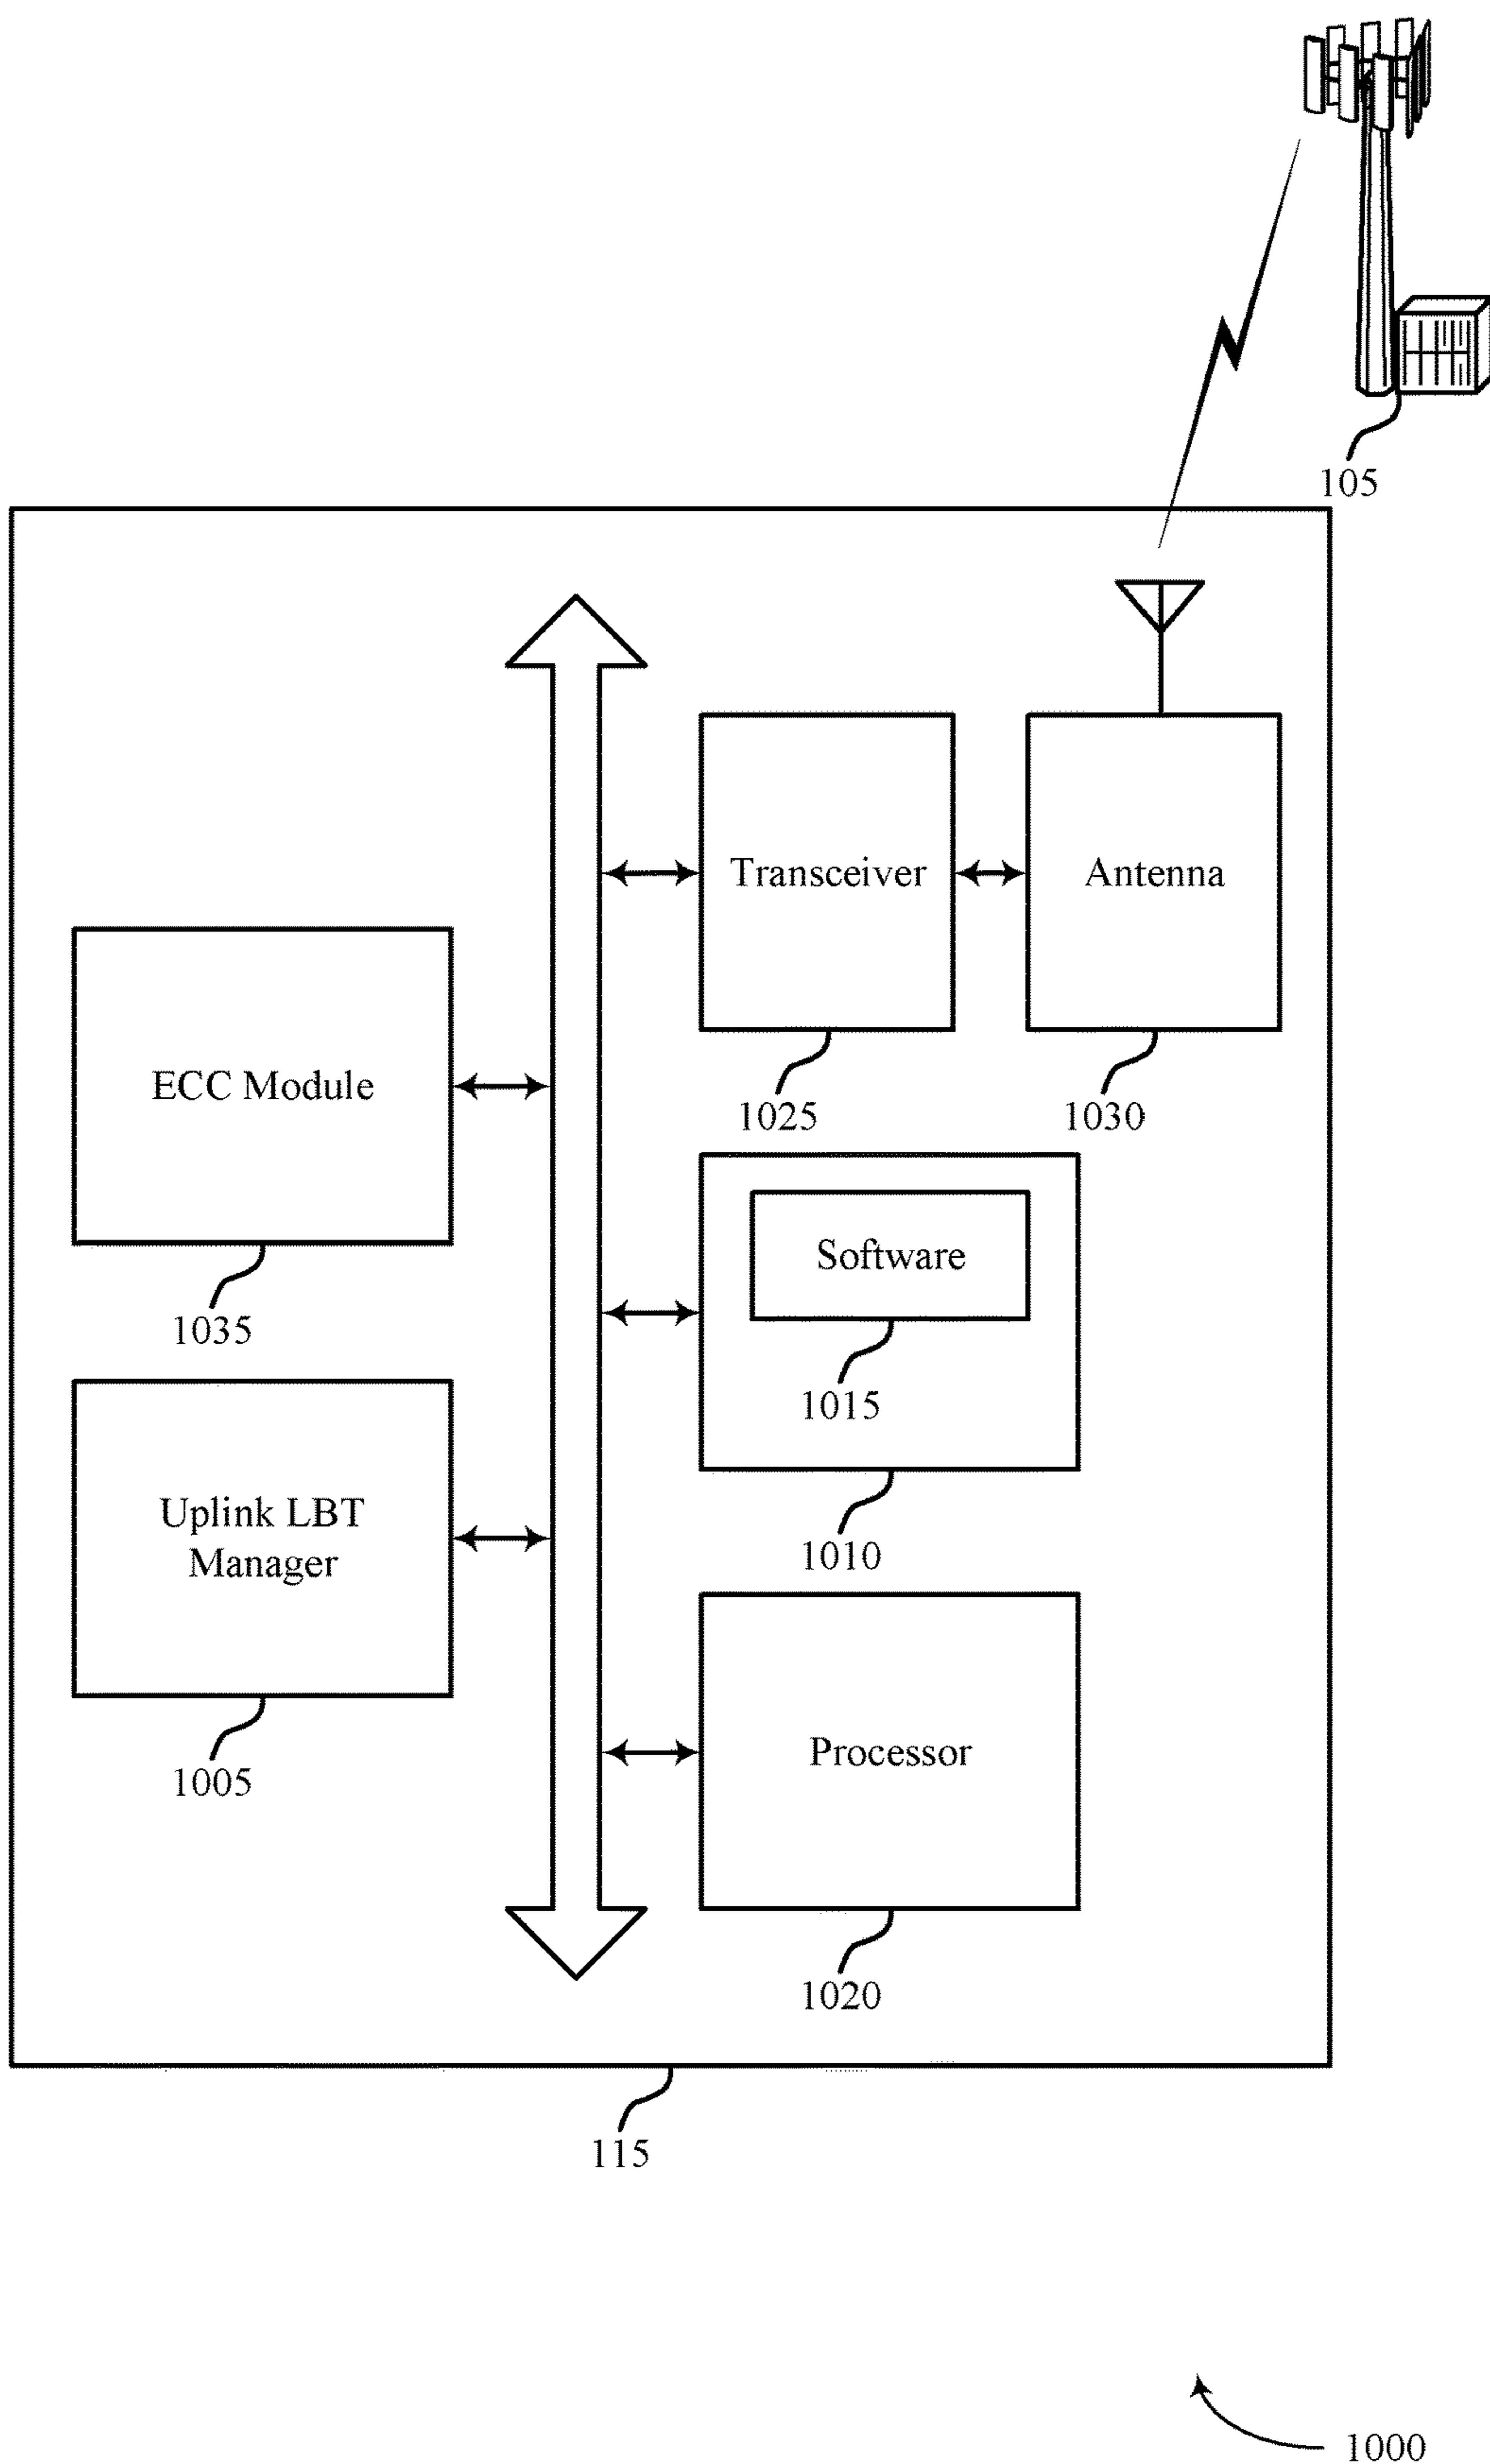 105
Transceiver
Antenna
ECC Module
1025
1030
Software
1035
1015
Uplink LBT
Manager
1010
Processor
1005
1020
115
1000